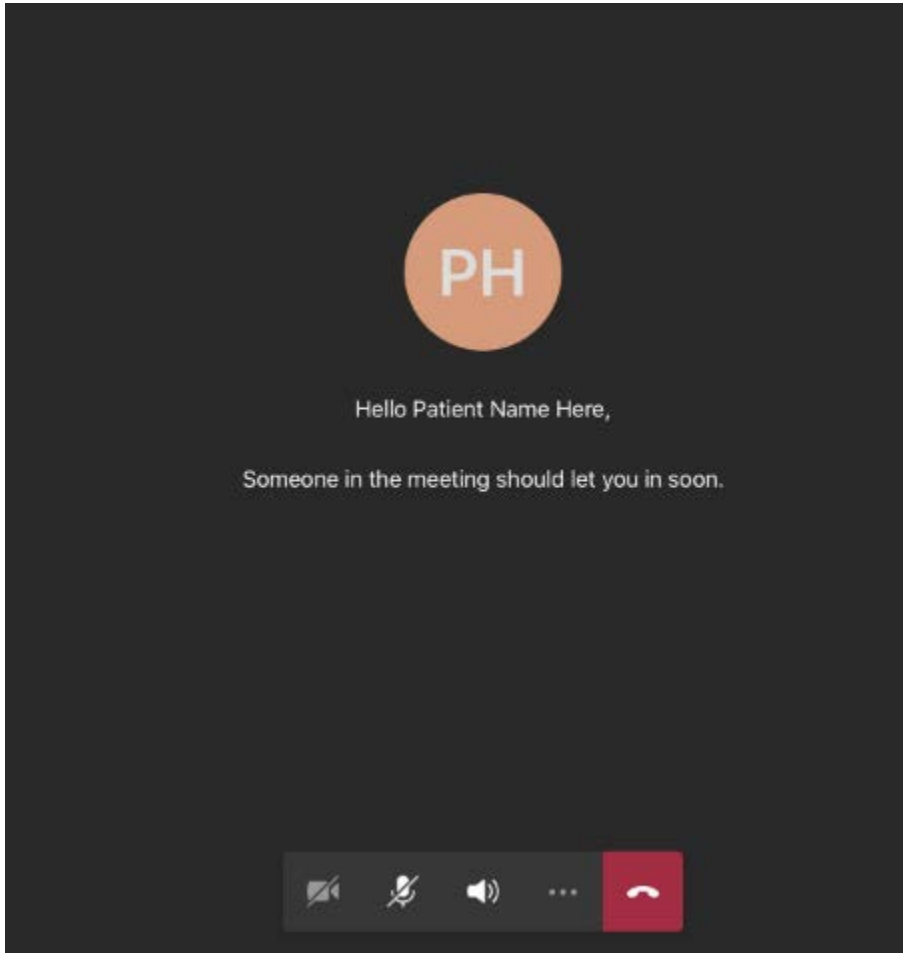 PH
Hello Patient Name Here,
Someone in the meeting should let you in soon.